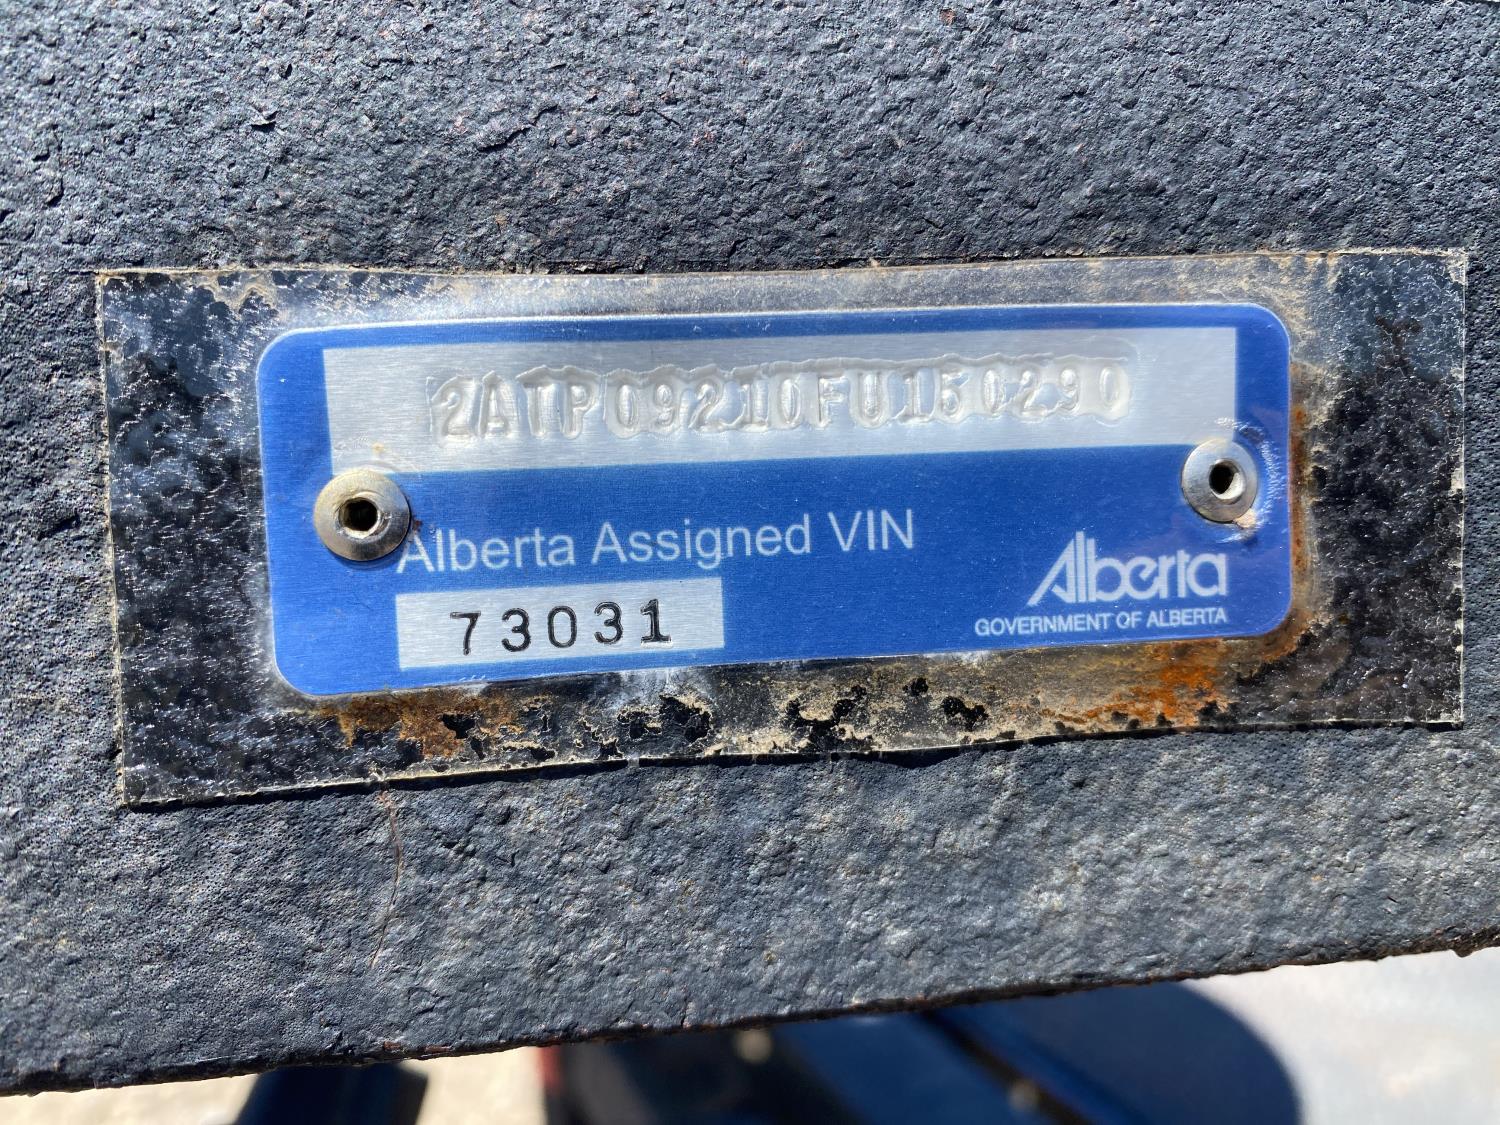 2ATP09210FU150290
Alberta Assigned VIN
73031
Alberta
GOVERNMENT OF ALBERTA